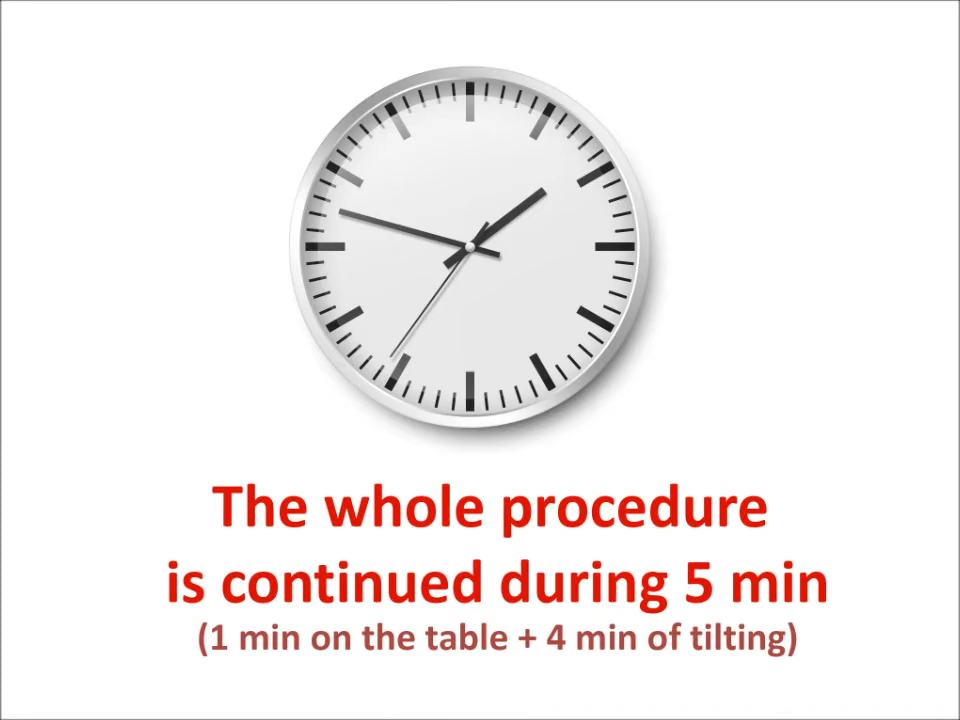 The whole procedure
is continued during 5 min
(1 min on the table + 4 min of tilting)